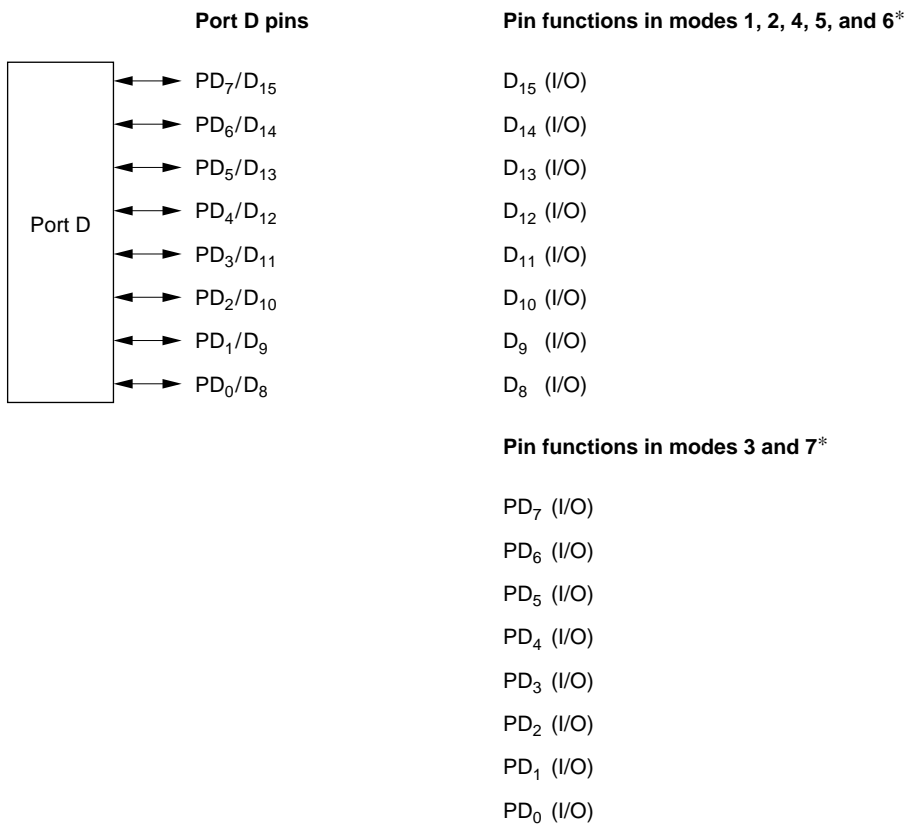 Port D pins Pin functions in modes 1, 2, 4, 5, and 6*
Port D
PD₇/D₁₅ D₁₅ (I/O)
PD₆/D₁₄ D₁₄ (I/O)
PD₅/D₁₃ D₁₃ (I/O)
PD₄/D₁₂ D₁₂ (I/O)
PD₃/D₁₁ D₁₁ (I/O)
PD₂/D₁₀ D₁₀ (I/O)
PD₁/D₉ D₉ (I/O)
PD₀/D₈ D₈ (I/O)
Pin functions in modes 3 and 7*
PD₇ (I/O)
PD₆ (I/O)
PD₅ (I/O)
PD₄ (I/O)
PD₃ (I/O)
PD₂ (I/O)
PD₁ (I/O)
PD₀ (I/O)